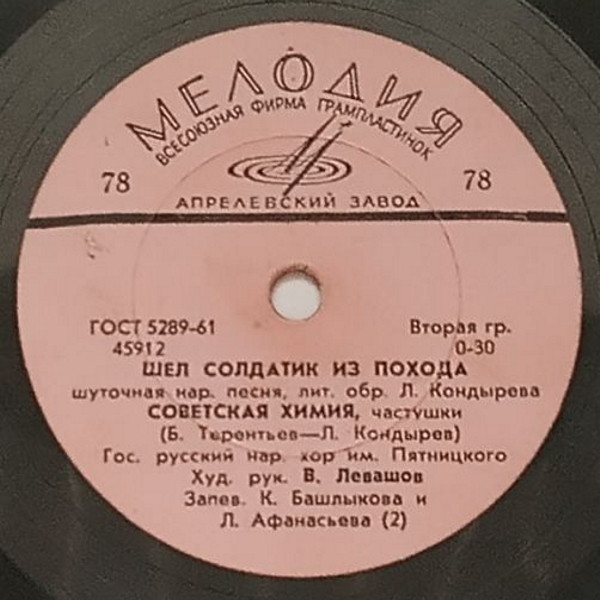 МЕЛОДИЯ
ВСЕСОЮЗНАЯ ФИРМА ГРАМПЛАСТИНОК
78 78
АПРЕЛЕВСКИЙ ЗАВОД
ГОСТ 5289-61 Вторая гр.
45912 0-30
ШЕЛ СОЛДАТИК ИЗ ПОХОДА
шуточная нар. песня, лит. обр. Л. Кондырева
СОВЕТСКАЯ ХИМИЯ, частушки
(Б. Терентьев—Л. Кондырев)
Гос. русский нар. хор им. Пятницкого
Худ. рук. В. Левашов
Запев. К. Башлыкова и
Л. Афанасьева (2)